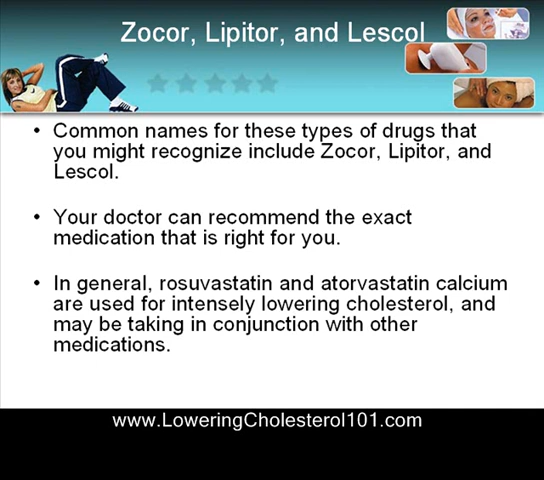 Zocor, Lipitor, and Lescol
• Common names for these types of drugs that
you might recognize include Zocor, Lipitor, and
Lescol.
• Your doctor can recommend the exact
medication that is right for you.
• In general, rosuvastatin and atorvastatin calcium
are used for intensely lowering cholesterol, and
may be taking in conjunction with other
medications.
www.LoweringCholesterol101.com